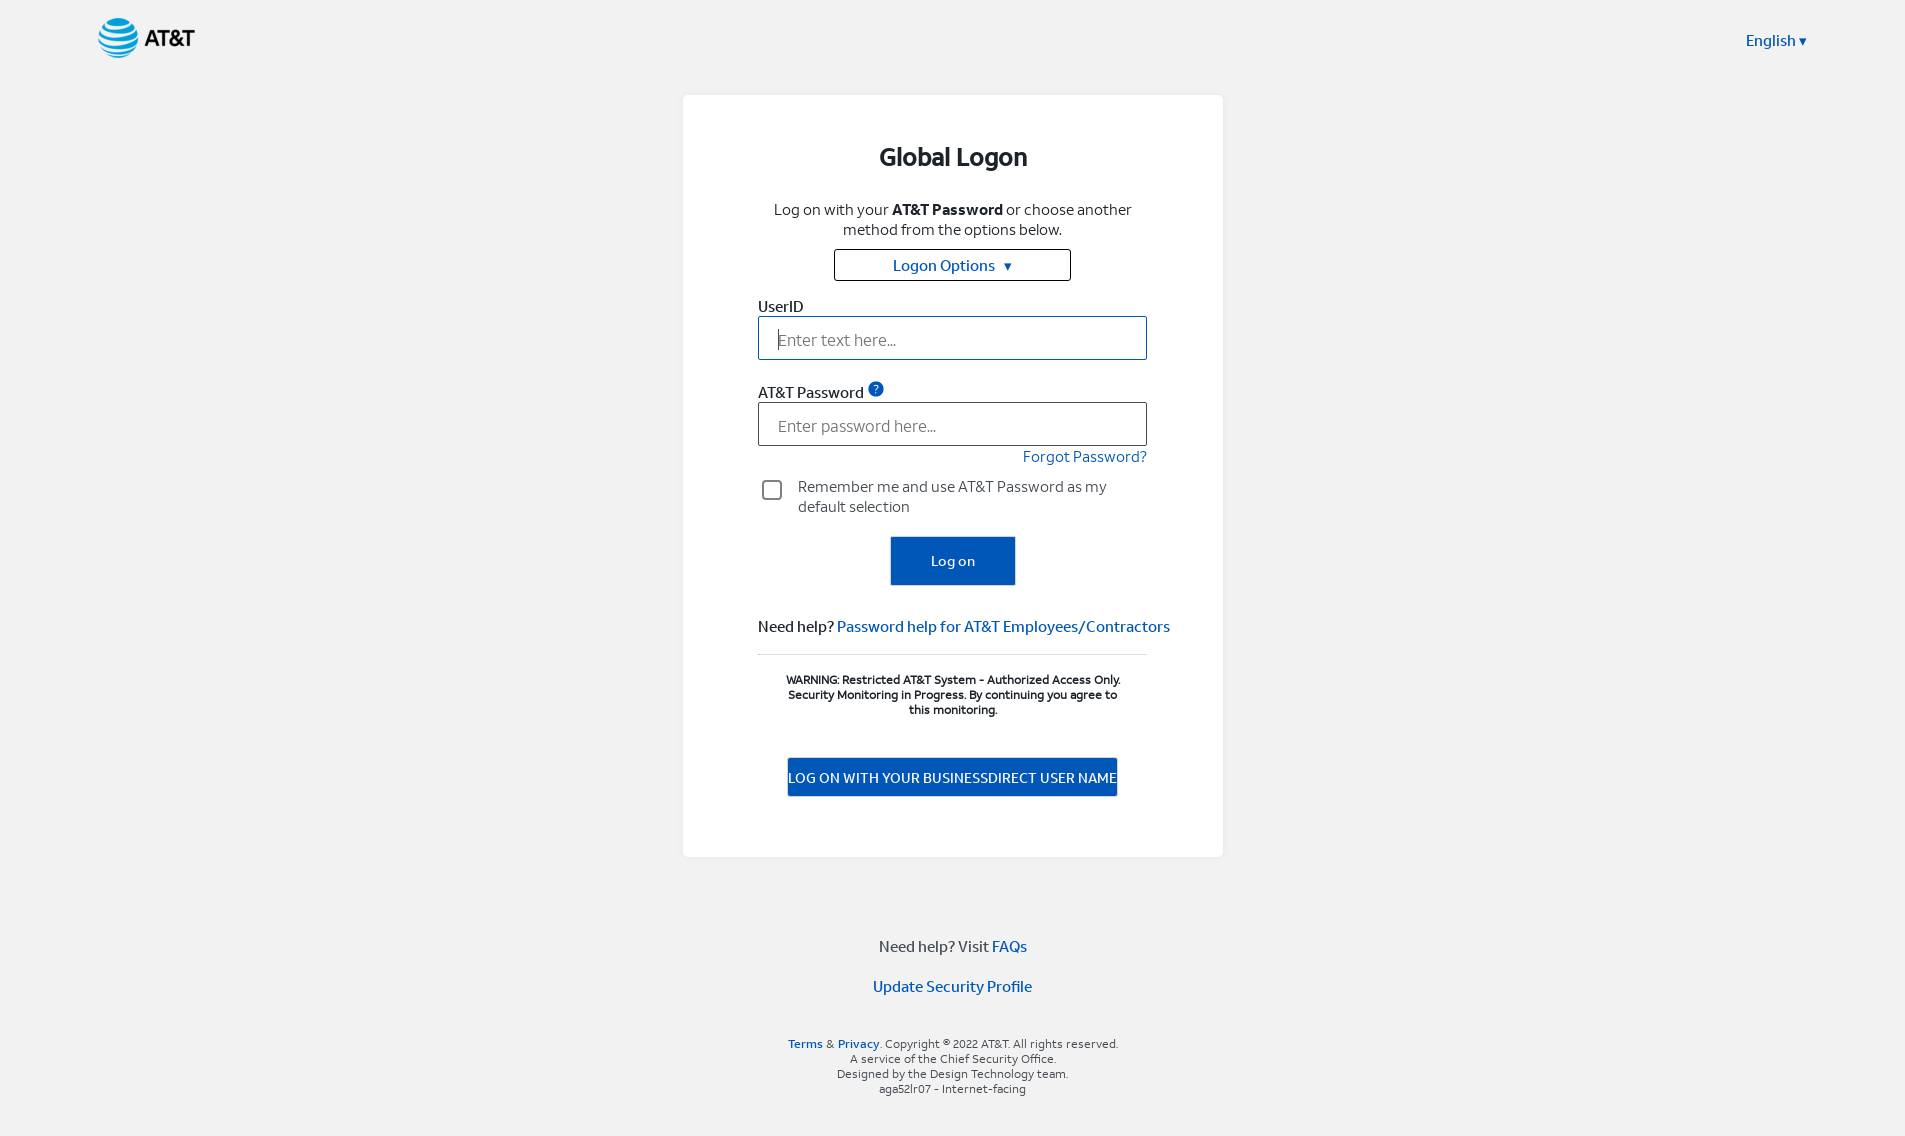 AT&T
English ▾
Global Logon
Log on with your AT&T Password or choose another
method from the options below.
Logon Options ▾
UserID
Enter text here...
AT&T Password ?
Enter password here...
Forgot Password?
Remember me and use AT&T Password as my
default selection
Log on
Need help? Password help for AT&T Employees/Contractors
WARNING: Restricted AT&T System - Authorized Access Only.
Security Monitoring in Progress. By continuing you agree to
this monitoring.
LOG ON WITH YOUR BUSINESSDIRECT USER NAME
Need help? Visit FAQs
Update Security Profile
Terms & Privacy. Copyright © 2022 AT&T. All rights reserved.
A service of the Chief Security Office.
Designed by the Design Technology team.
aga52lr07 - Internet-facing